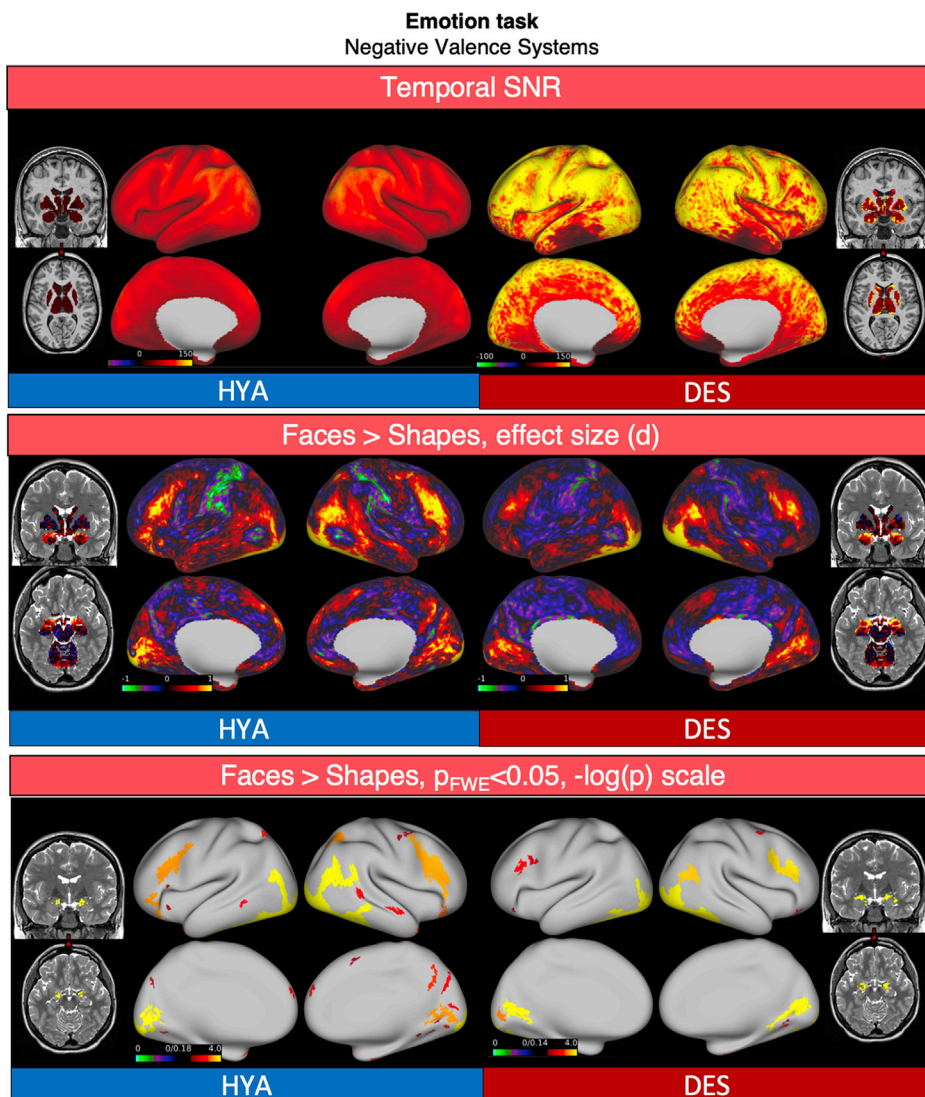 Emotion task
Negative Valence Systems
Temporal SNR
0 150
-100 0 150
HYA DES
Faces > Shapes, effect size (d)
-1 0 1
-1 0 1
HYA DES
Faces > Shapes, pFWE<0.05, -log(p) scale
0 0/0.18 4.0
0 0/0.14 4.0
HYA DES